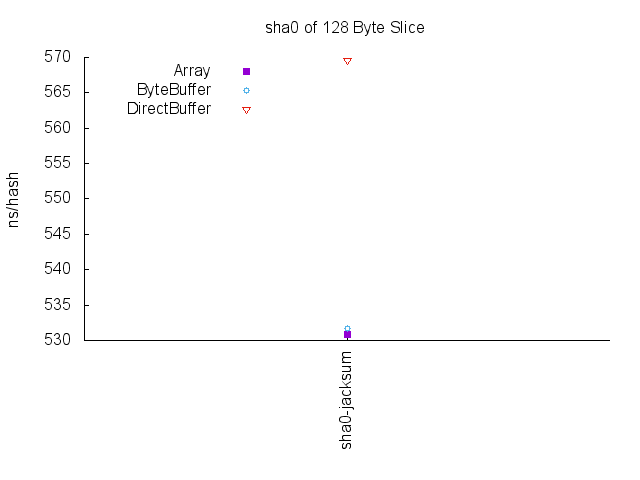 sha0 of 128 Byte Slice
570
565
560
555
550
545
540
535
530
ns/hash
Array
ByteBuffer
DirectBuffer
sha0-jacksum